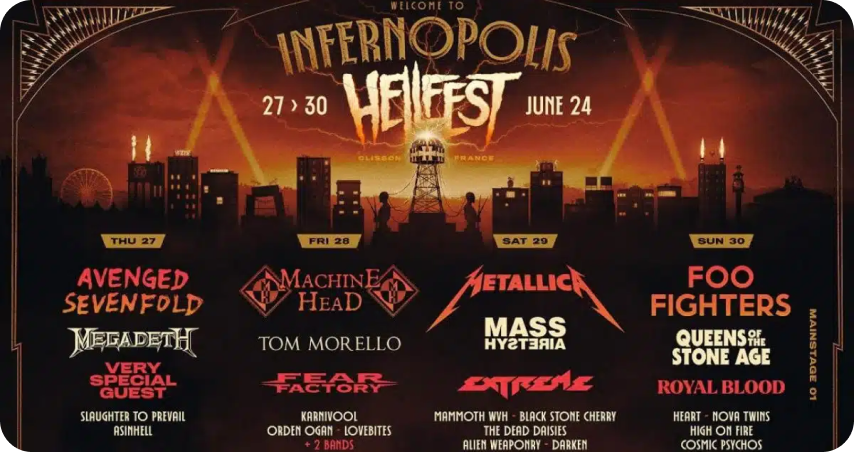 WELCOME TO
INFERNOPOLIS
HELLFEST
27 > 30
JUNE 24
CLISSON
FRANCE
THU 27
AVENGED
SEVENFOLD
MEGADETH
VERY
SPECIAL
GUEST
SLAUGHTER TO PREVAIL
ASINHELL
FRI 28
MACHINE
HEAD
TOM MORELLO
FEAR
FACTORY
KARNIVOOL
ORDEN OGAN - LOVEBITES
+ 2 BANDS
SAT 29
METALLICA
MASS
HYSTERIA
EXTREME
MAMMOTH WVH - BLACK STONE CHERRY
THE DEAD DAISIES
ALIEN WEAPONRY - DARKEN
SUN 30
FOO
FIGHTERS
QUEENS OF THE
STONE AGE
ROYAL BLOOD
HEART - NOVA TWINS
HIGH ON FIRE
COSMIC PSYCHOS
MAINSTAGE 01